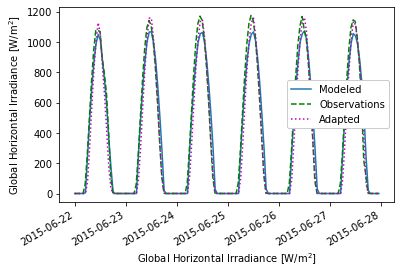 1200
1000
800
600
400
200
0
Global Horizontal Irradiance [W/m²]
Modeled
Observations
Adapted
2015-06-22
2015-06-23
2015-06-24
2015-06-25
2015-06-26
2015-06-27
2015-06-28
Global Horizontal Irradiance [W/m²]